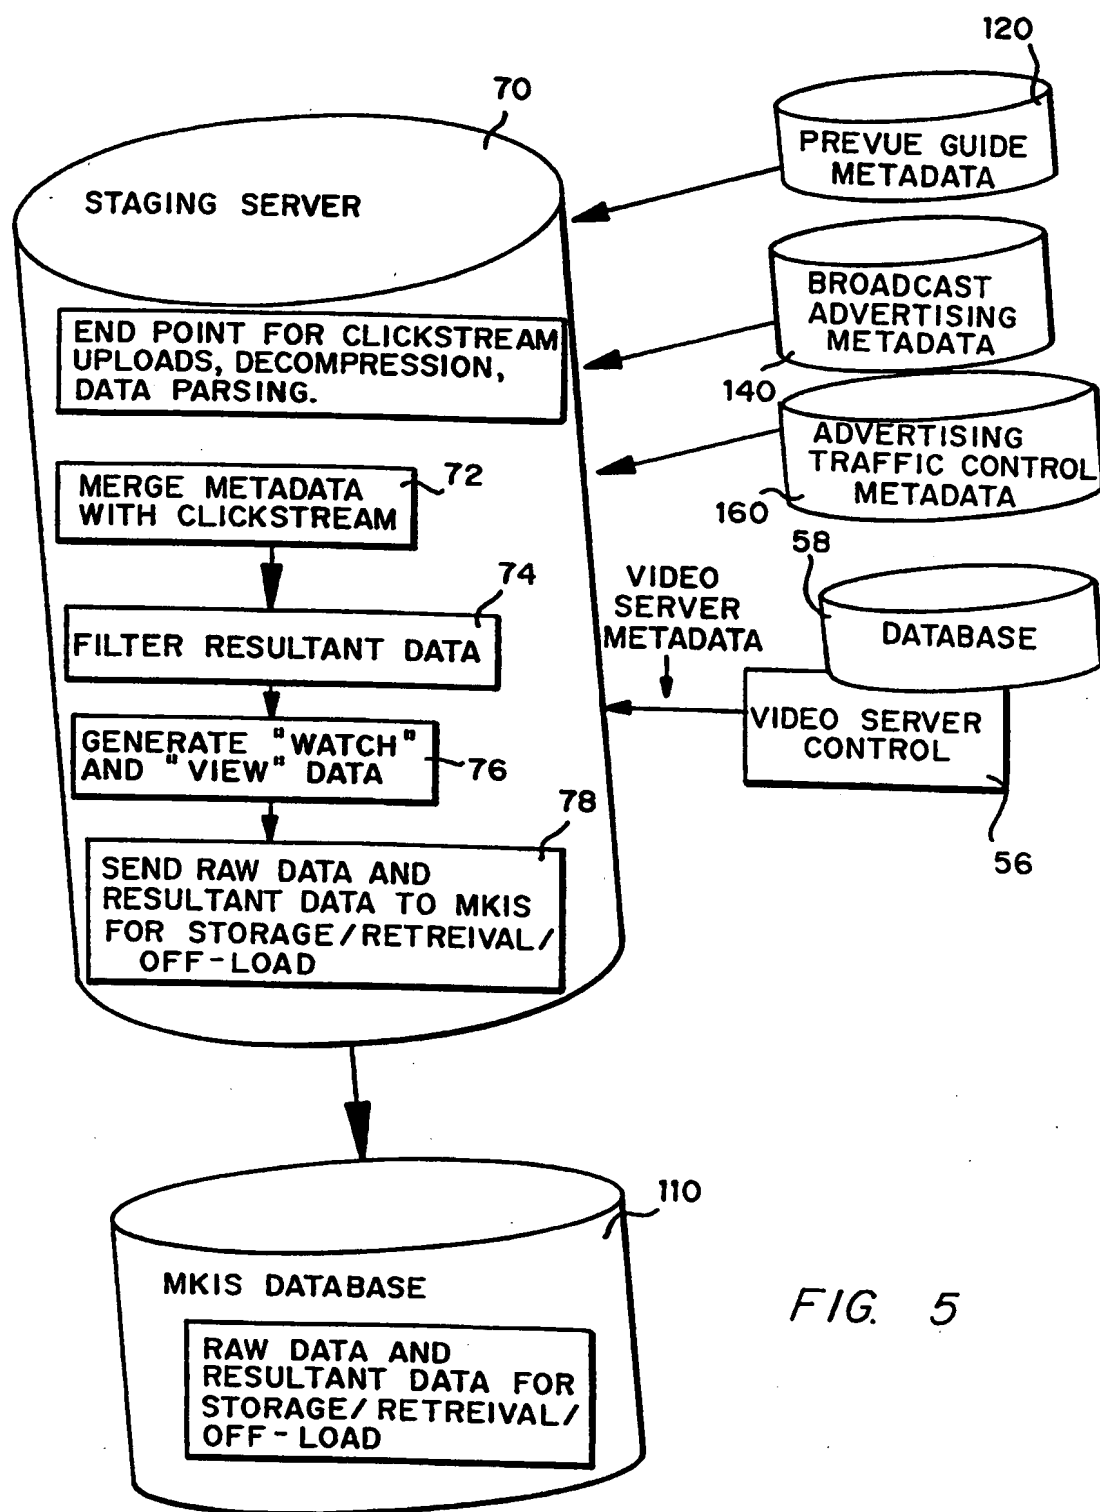 120
70
PREVUE GUIDE
METADATA
STAGING SERVER
BROADCAST
ADVERTISING
METADATA
140
END POINT FOR CLICKSTREAM
UPLOADS, DECOMPRESSION,
DATA PARSING.
ADVERTISING
TRAFFIC CONTROL
METADATA
160
MERGE METADATA
WITH CLICKSTREAM
72
58
VIDEO
SERVER
METADATA
DATABASE
74
FILTER RESULTANT DATA
VIDEO SERVER
CONTROL
56
GENERATE "WATCH"
AND "VIEW" DATA
76
78
SEND RAW DATA AND
RESULTANT DATA TO MKIS
FOR STORAGE/RETREIVAL/
OFF-LOAD
110
MKIS DATABASE
RAW DATA AND
RESULTANT DATA FOR
STORAGE/RETREIVAL/
OFF-LOAD
FIG. 5